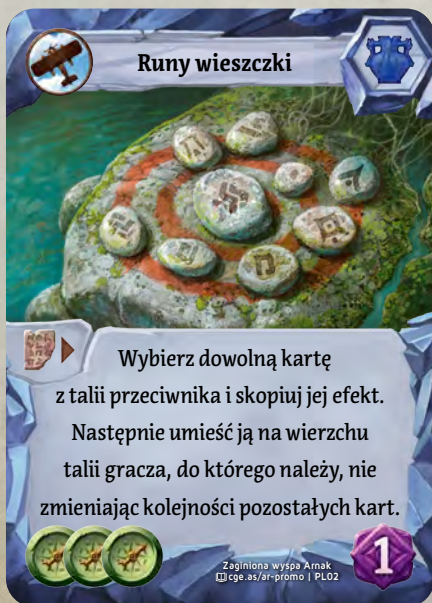 Runy wieszczki
Wybierz dowolną kartę
z talii przeciwnika i skopiuj jej efekt.
Następnie umieść ją na wierzchu
talii gracza, do którego należy, nie
zmieniając kolejności pozostałych kart.
Zaginiona wyspa Arnak
cge.as/ar-promo | PL02
1